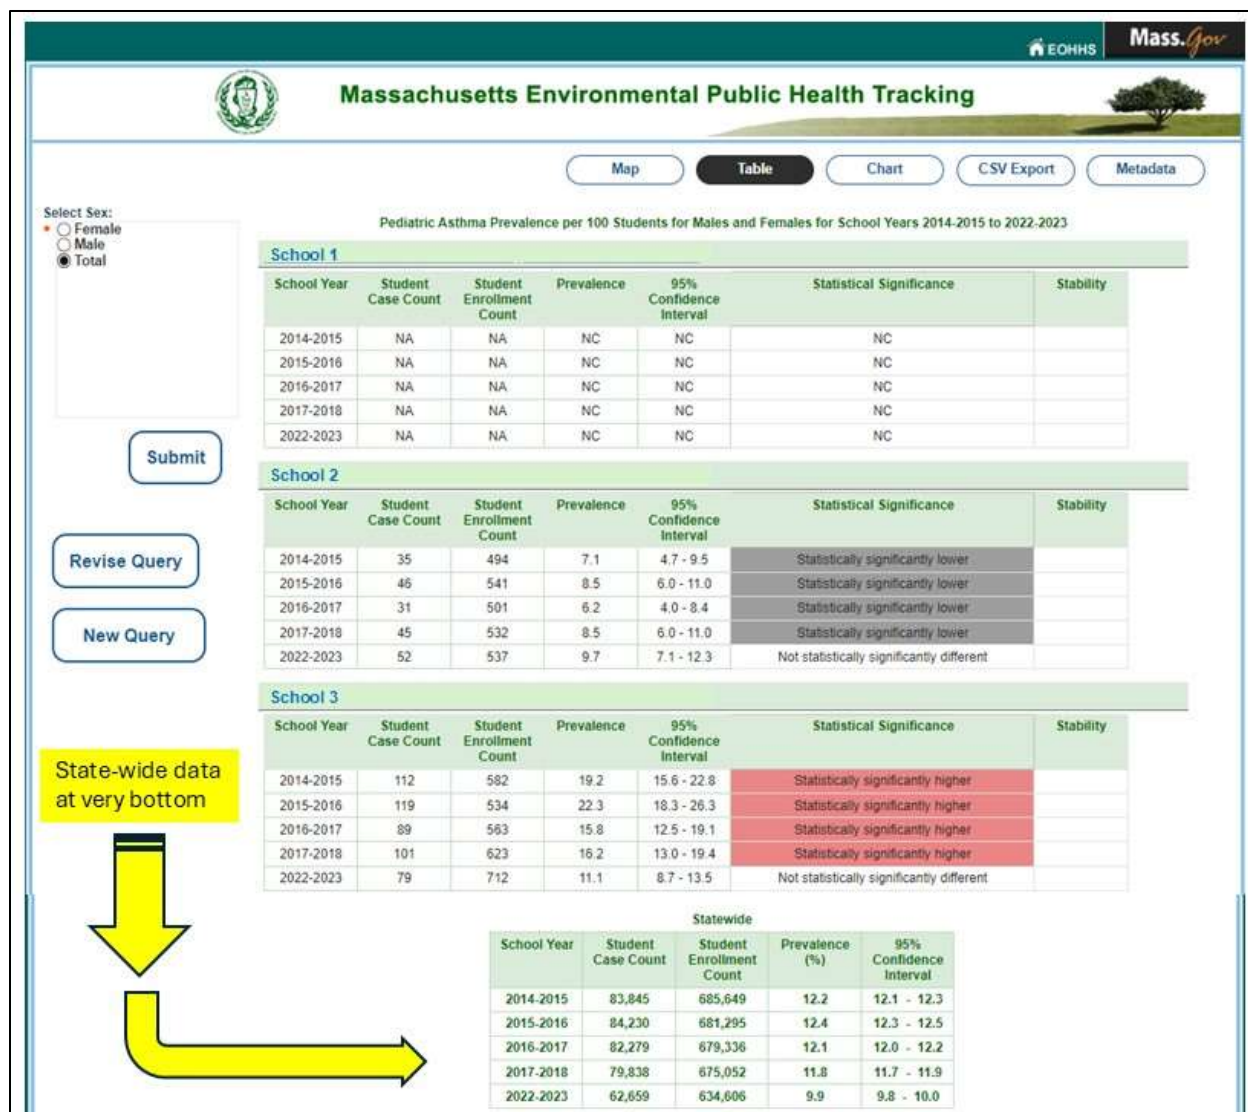 EOHHS
Mass.Gov
Massachusetts Environmental Public Health Tracking
Map Table Chart CSV Export Metadata
Select Sex:
Female
Male
Total
Submit
Revise Query
New Query
Pediatric Asthma Prevalence per 100 Students for Males and Females for School Years 2014-2015 to 2022-2023
School 1
School Year Student Case Count Student Enrollment Count Prevalence 95% Confidence Interval Statistical Significance Stability
2014-2015 NA NA NC NC NC
2015-2016 NA NA NC NC NC
2016-2017 NA NA NC NC NC
2017-2018 NA NA NC NC NC
2022-2023 NA NA NC NC NC
School 2
School Year Student Case Count Student Enrollment Count Prevalence 95% Confidence Interval Statistical Significance Stability
2014-2015 35 494 7.1 4.7 - 9.5 Statistically significantly lower
2015-2016 46 541 8.5 6.0 - 11.0 Statistically significantly lower
2016-2017 31 501 6.2 4.0 - 8.4 Statistically significantly lower
2017-2018 45 532 8.5 6.0 - 11.0 Statistically significantly lower
2022-2023 52 537 9.7 7.1 - 12.3 Not statistically significantly different
School 3
School Year Student Case Count Student Enrollment Count Prevalence 95% Confidence Interval Statistical Significance Stability
2014-2015 112 582 19.2 15.6 - 22.8 Statistically significantly higher
2015-2016 119 534 22.3 18.3 - 26.3 Statistically significantly higher
2016-2017 89 563 15.8 12.5 - 19.1 Statistically significantly higher
2017-2018 101 623 16.2 13.0 - 19.4 Statistically significantly higher
2022-2023 79 712 11.1 8.7 - 13.5 Not statistically significantly different
State-wide data
at very bottom
Statewide
School Year Student Case Count Student Enrollment Count Prevalence (%) 95% Confidence Interval
2014-2015 83,845 685,649 12.2 12.1 - 12.3
2015-2016 84,230 681,295 12.4 12.3 - 12.5
2016-2017 82,279 679,336 12.1 12.0 - 12.2
2017-2018 79,838 675,052 11.8 11.7 - 11.9
2022-2023 62,659 634,606 9.9 9.8 - 10.0